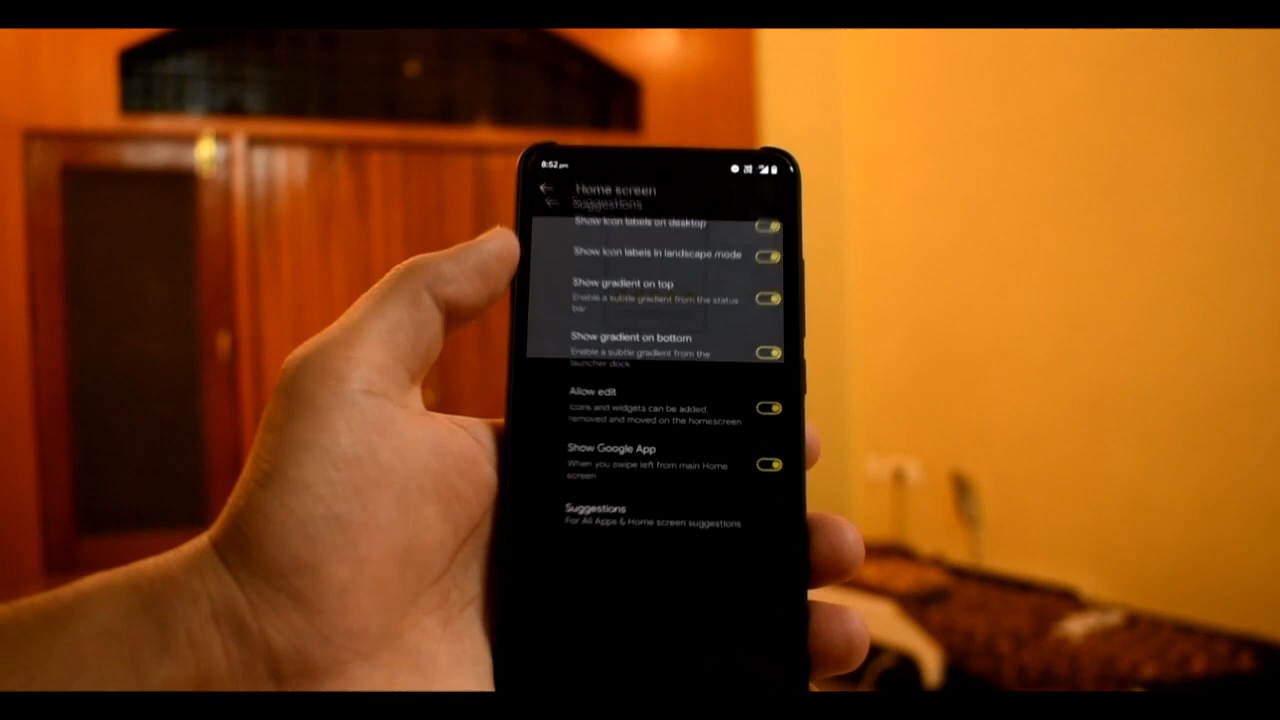 8:52 pm
Home screen
Suggestions
Show icon labels on desktop
Show icon labels in landscape mode
Show gradient on top
Enable a subtle gradient from the status
bar
Show gradient on bottom
Enable a subtle gradient from the
launcher dock
Allow edit
Icons and widgets can be added,
removed and moved on the homescreen
Show Google App
When you swipe left from main Home
screen
Suggestions
For All Apps & Home screen suggestions